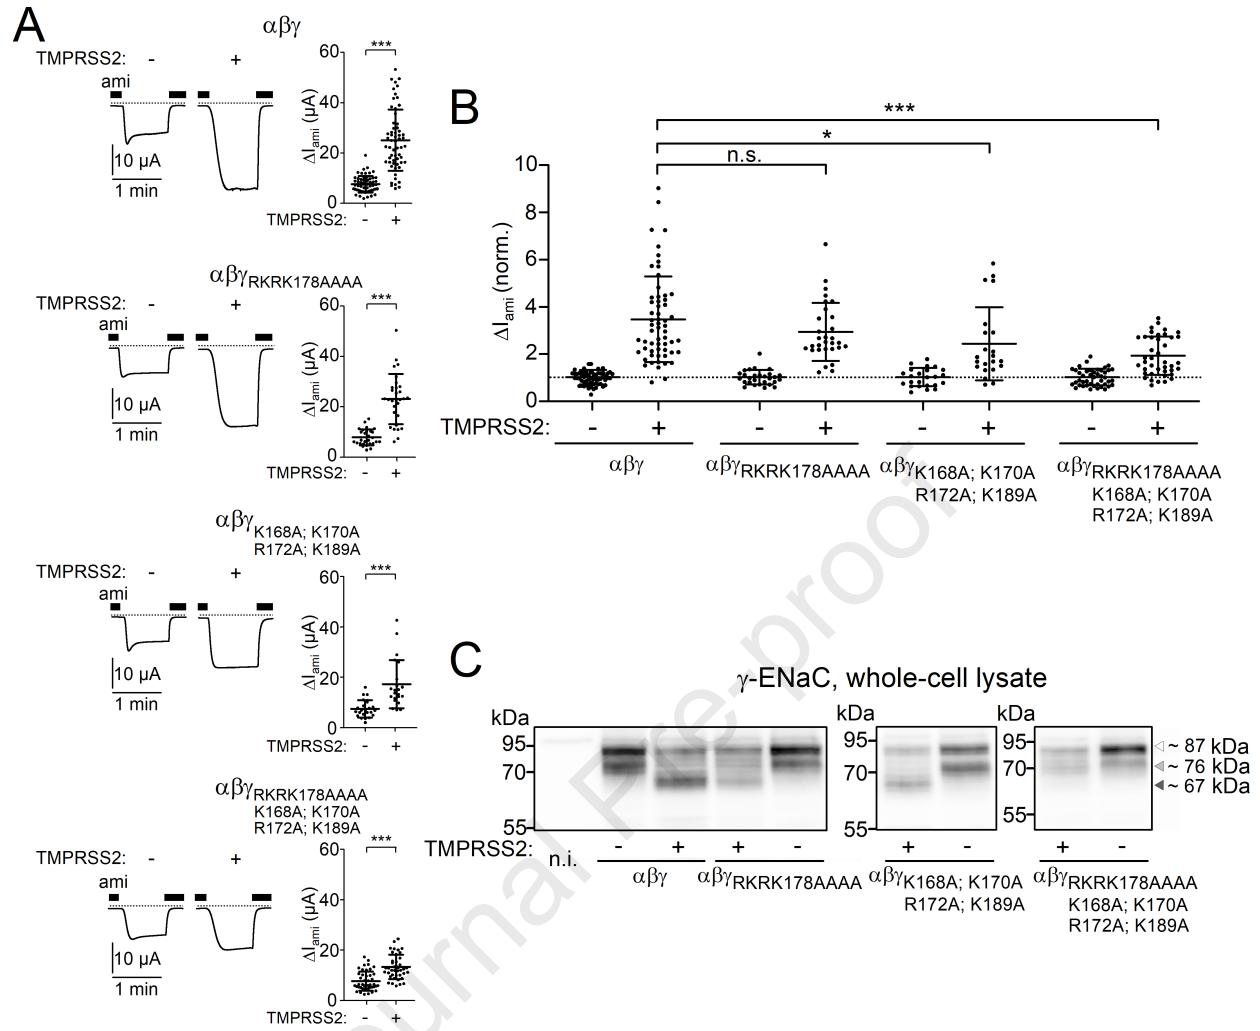 A
αβγ
TMPRSS2: - +
ami
10 µA
1 min
ΔIami (µA)
60
40
20
0
***
TMPRSS2: - +
αβγRKRK178AAAA
TMPRSS2: - +
ami
10 µA
1 min
ΔIami (µA)
60
40
20
0
***
TMPRSS2: - +
αβγK168A; K170A
R172A; K189A
TMPRSS2: - +
ami
10 µA
1 min
ΔIami (µA)
60
40
20
0
***
TMPRSS2: - +
αβγRKRK178AAAA
K168A; K170A
R172A; K189A
TMPRSS2: - +
ami
10 µA
1 min
ΔIami (µA)
60
40
20
0
***
TMPRSS2: - +
B
***
*
n.s.
ΔIami (norm.)
10
8
6
4
2
0
TMPRSS2: - + - + - + - +
αβγ αβγRKRK178AAAA αβγK168A; K170A αβγRKRK178AAAA
R172A; K189A K168A; K170A
R172A; K189A
C
γ-ENaC, whole-cell lysate
kDa kDa kDa
95- 95- 95- ~ 87 kDa
70- 70- 70- ~ 76 kDa
~ 67 kDa
55- 55- 55-
TMPRSS2: n.i. - + + - + - + -
αβγ αβγRKRK178AAAA αβγK168A; K170A αβγRKRK178AAAA
R172A; K189A K168A; K170A
R172A; K189A
Journal Pre-proof